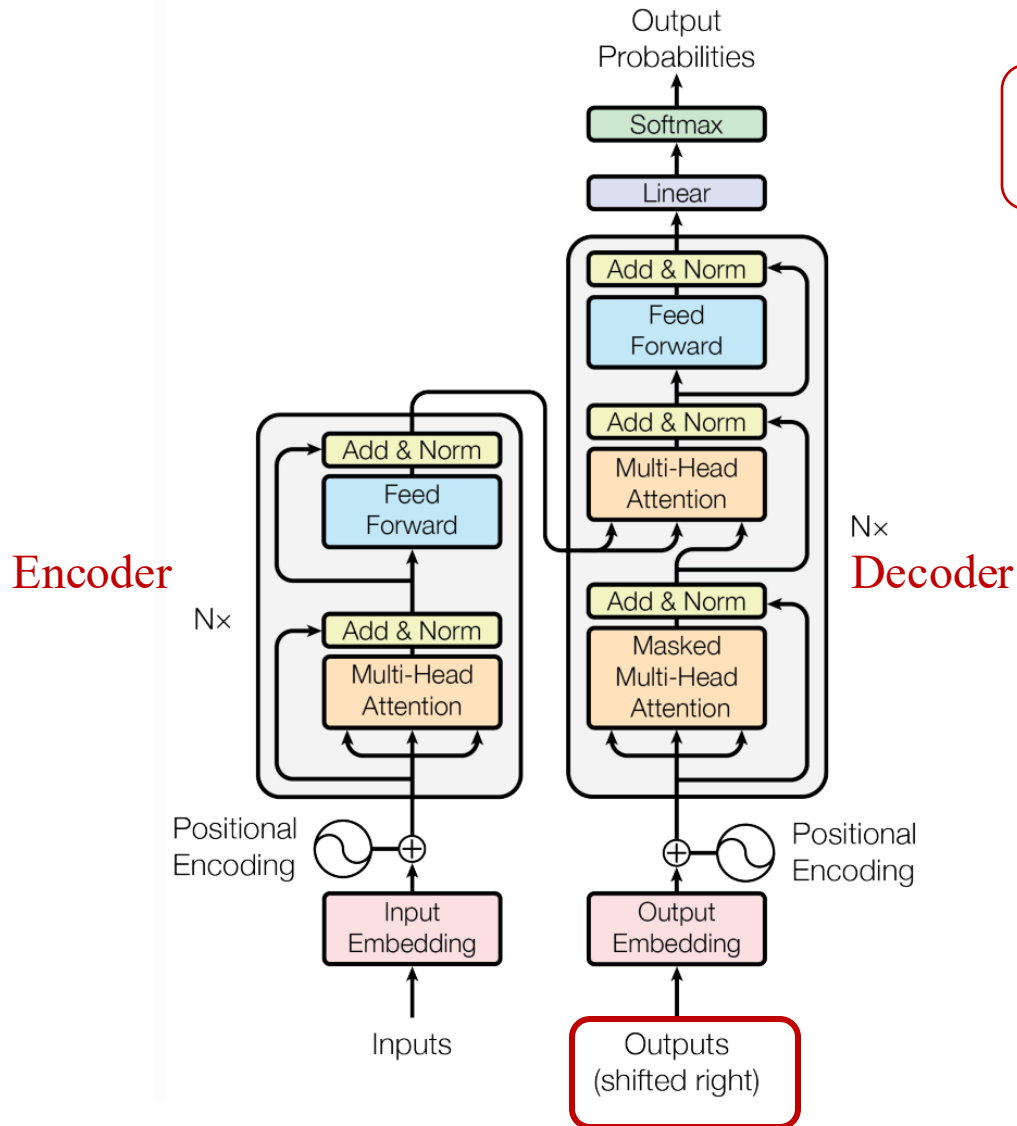 Output
Probabilities
Softmax
Linear
Add & Norm
Feed
Forward
Add & Norm
Multi-Head
Attention
Add & Norm
Masked
Multi-Head
Attention
N×
Decoder
Add & Norm
Feed
Forward
Add & Norm
Multi-Head
Attention
Encoder
N×
Positional
Encoding
Positional
Encoding
Input
Embedding
Output
Embedding
Inputs
Outputs
(shifted right)